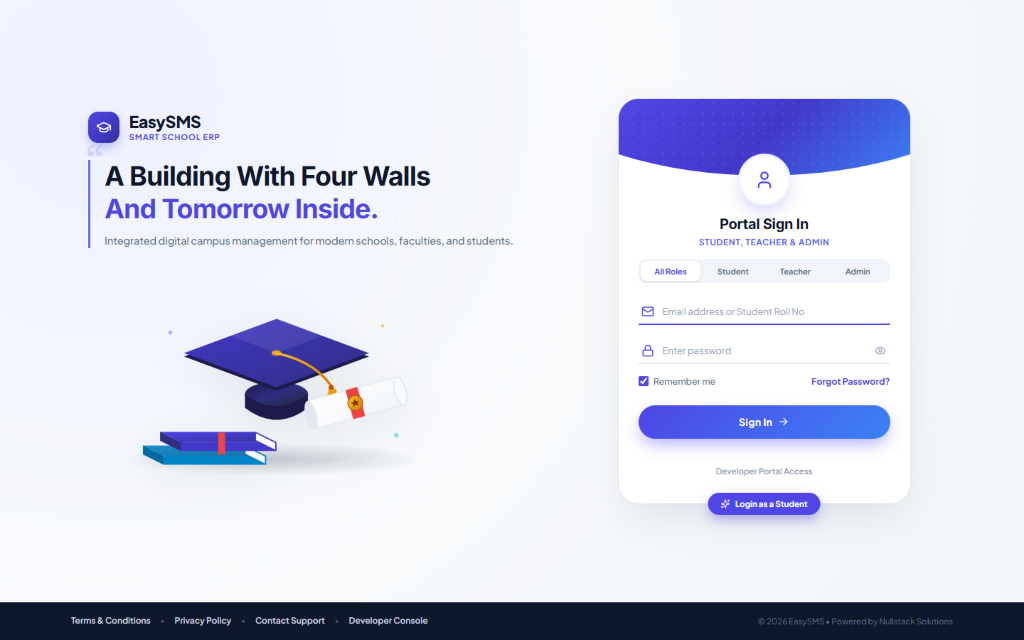 EasySMS
SMART SCHOOL ERP
“
A Building With Four Walls
And Tomorrow Inside.
Integrated digital campus management for modern schools, faculties, and students.
Portal Sign In
STUDENT, TEACHER & ADMIN
All Roles Student Teacher Admin
Email address or Student Roll No
Enter password
Remember me Forgot Password?
Sign In →
Developer Portal Access
Login as a Student
Terms & Conditions • Privacy Policy • Contact Support • Developer Console
© 2026 EasySMS • Powered by Nullstack Solutions